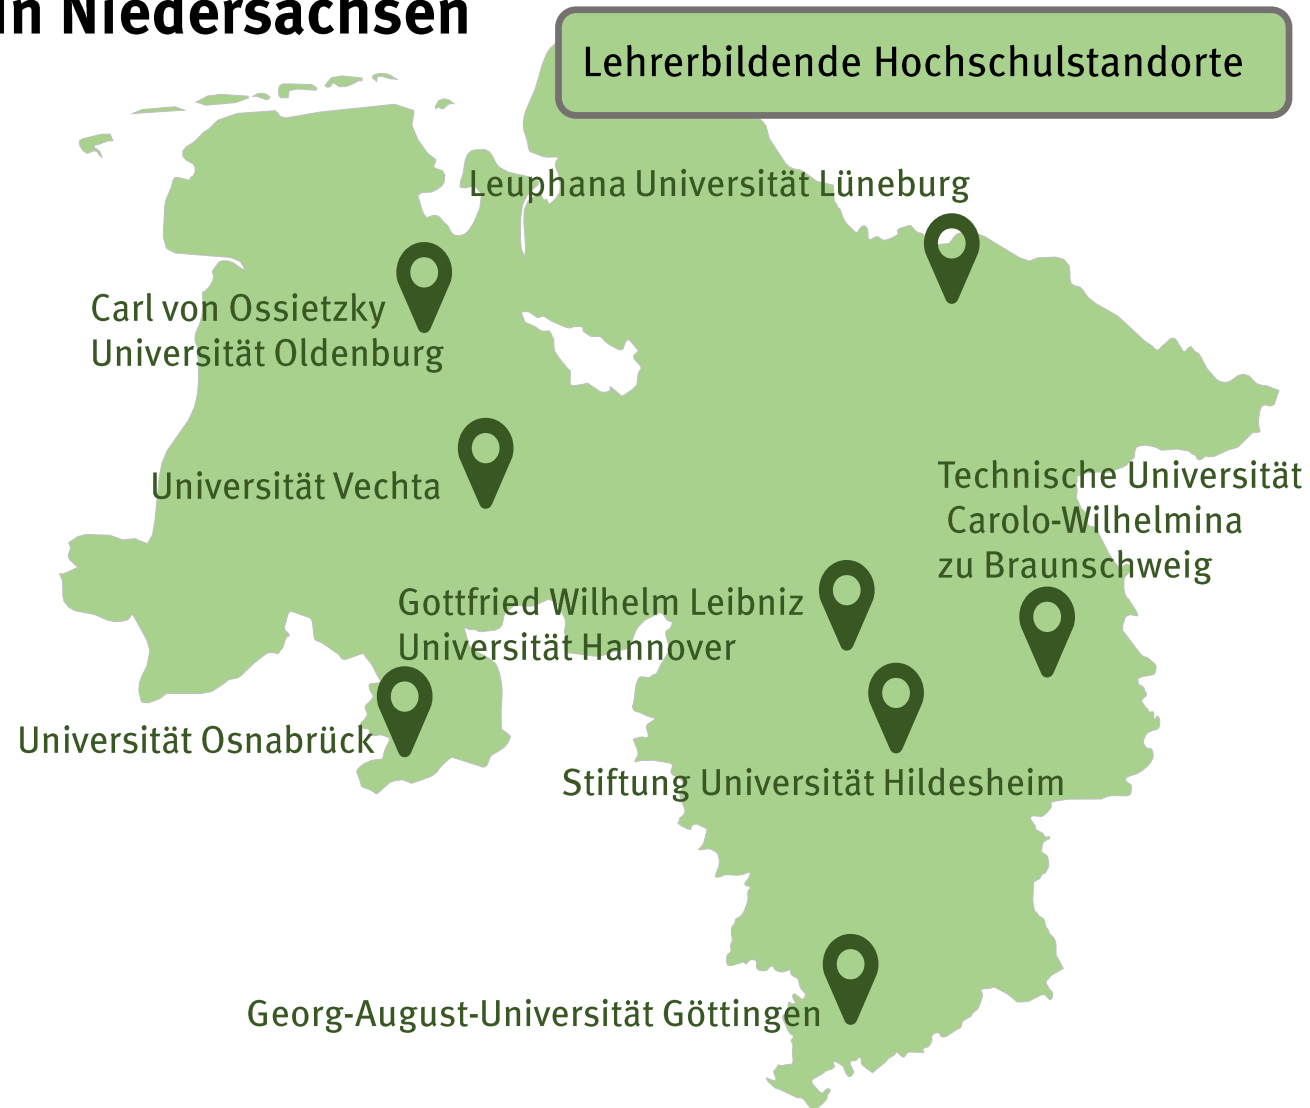 in Niedersachsen
Lehrerbildende Hochschulstandorte
Leuphana Universität Lüneburg
Carl von Ossietzky
Universität Oldenburg
Universität Vechta
Technische Universität
Carolo-Wilhelmina
zu Braunschweig
Gottfried Wilhelm Leibniz
Universität Hannover
Universität Osnabrück
Stiftung Universität Hildesheim
Georg-August-Universität Göttingen